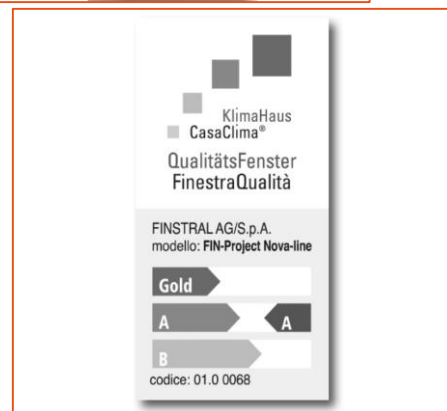 KlimaHaus
CasaClima®
QualitätsFenster
FinestraQualità
FINSTRAL AG/S.p.A.
modello: FIN-Project Nova-line
Gold
A A
B
codice: 01.0 0068